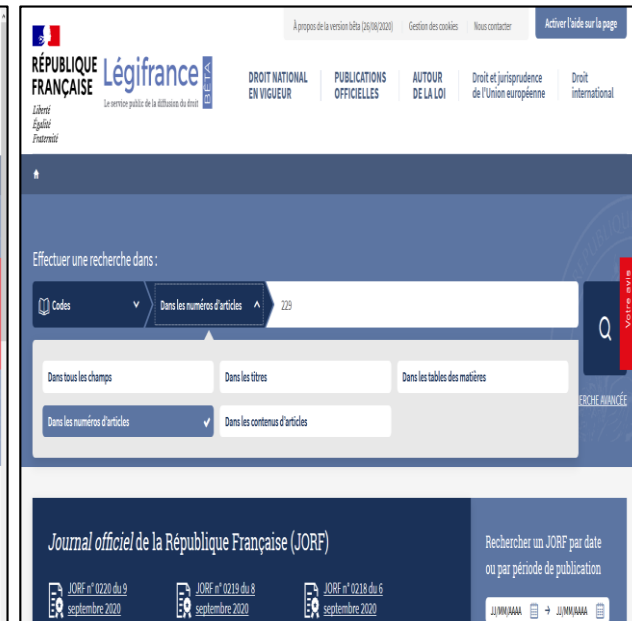 À propos de la version bêta (26/08/2020) Gestion des cookies Nous contacter Activer l'aide sur la page
RÉPUBLIQUE
FRANÇAISE
Liberté
Égalité
Fraternité
Légifrance BÊTA
Le service public de la diffusion du droit
DROIT NATIONAL
EN VIGUEUR
PUBLICATIONS
OFFICIELLES
AUTOUR
DE LA LOI
Droit et jurisprudence
de l'Union européenne
Droit
international
Effectuer une recherche dans :
Codes Dans les numéros d'articles 229
Votre avis
Dans tous les champs Dans les titres Dans les tables des matières
Dans les numéros d'articles Dans les contenus d'articles
ERCHE AVANCÉE
Journal officiel de la République Française (JORF)
JORF n° 0220 du 9
septembre 2020
JORF n° 0219 du 8
septembre 2020
JORF n° 0218 du 6
septembre 2020
Rechercher un JORF par date
ou par période de publication
JJ/MM/AAAA → JJ/MM/AAAA